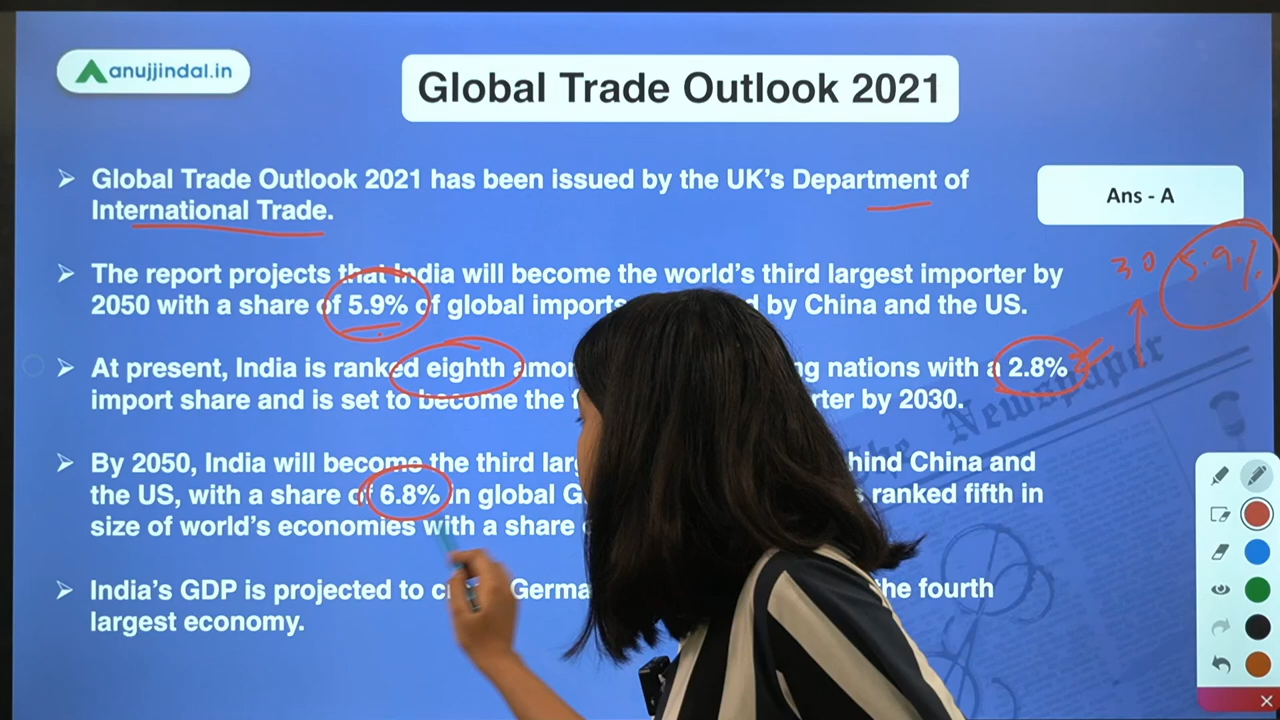 anujjindal.in
Global Trade Outlook 2021
Global Trade Outlook 2021 has been issued by the UK's Department of
International Trade.
Ans - A
The report projects that India will become the world's third largest importer by
2050 with a share of 5.9% of global imports by China and the US.
30 5.9%
At present, India is ranked eighth nations with a 2.8%
import share and is set to become the by 2030.
By 2050, India will become the third China and
the US, with a share of 6.8% in global ranked fifth in
size of world's economies with a share
India's GDP is projected to the fourth
largest economy.
The Newspaper